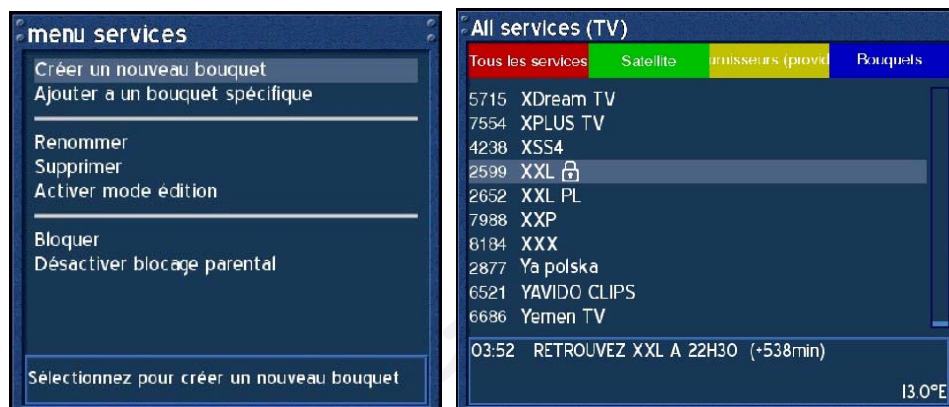 menu services
Créer un nouveau bouquet
Ajouter a un bouquet spécifique
Renommer
Supprimer
Activer mode édition
Bloquer
Désactiver blocage parental
Sélectionnez pour créer un nouveau bouquet
All services (TV)
Tous les services Satellite (provid Bouquets
5715 XDream TV
7554 XPLUS TV
4238 XSS4
2599 XXL
2652 XXL PL
7988 XXP
8184 XXX
2877 Ya polska
6521 YAVIDO CLIPS
6686 Yemen TV
03:52 RETROUVEZ XXL A 22H30 (+538min)
13.0°E